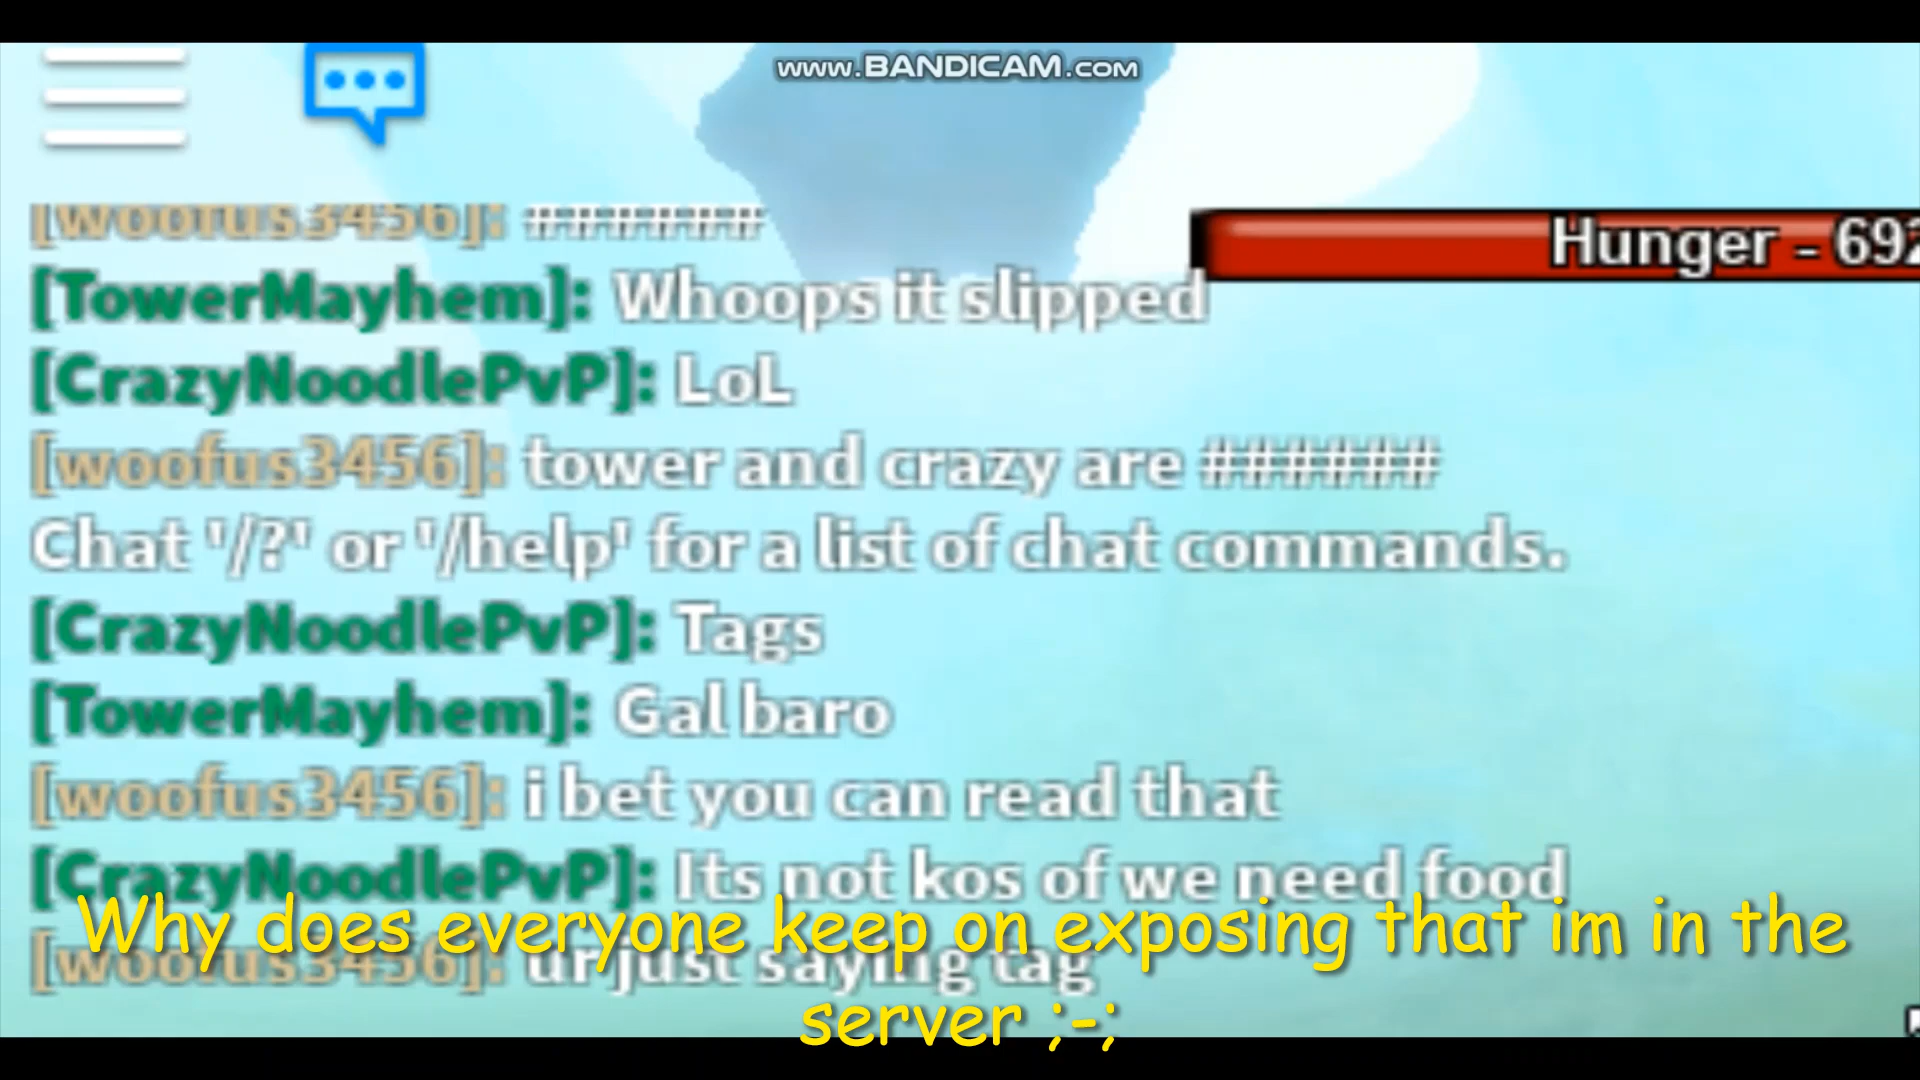 www.BANDICAM.com
[woofus3456]: ######
Hunger - 692
[TowerMayhem]: Whoops it slipped
[CrazyNoodlePvP]: LoL
[woofus3456]: tower and crazy are ######
Chat '/?' or '/help' for a list of chat commands.
[CrazyNoodlePvP]: Tags
[TowerMayhem]: Gal baro
[woofus3456]: i bet you can read that
[CrazyNoodlePvP]: Its not kos of we need food
[woofus3456]: ur just saying tag
Why does everyone keep on exposing that im in the
server ;-;